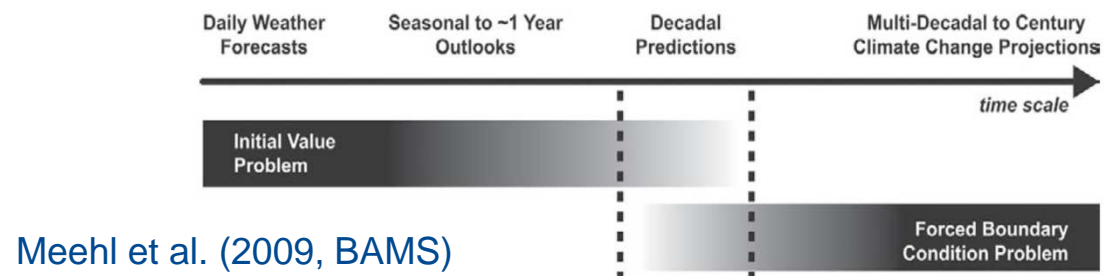 Daily Weather
Forecasts
Seasonal to ~1 Year
Outlooks
Decadal
Predictions
Multi-Decadal to Century
Climate Change Projections
time scale
Initial Value
Problem
Forced Boundary
Condition Problem
Meehl et al. (2009, BAMS)